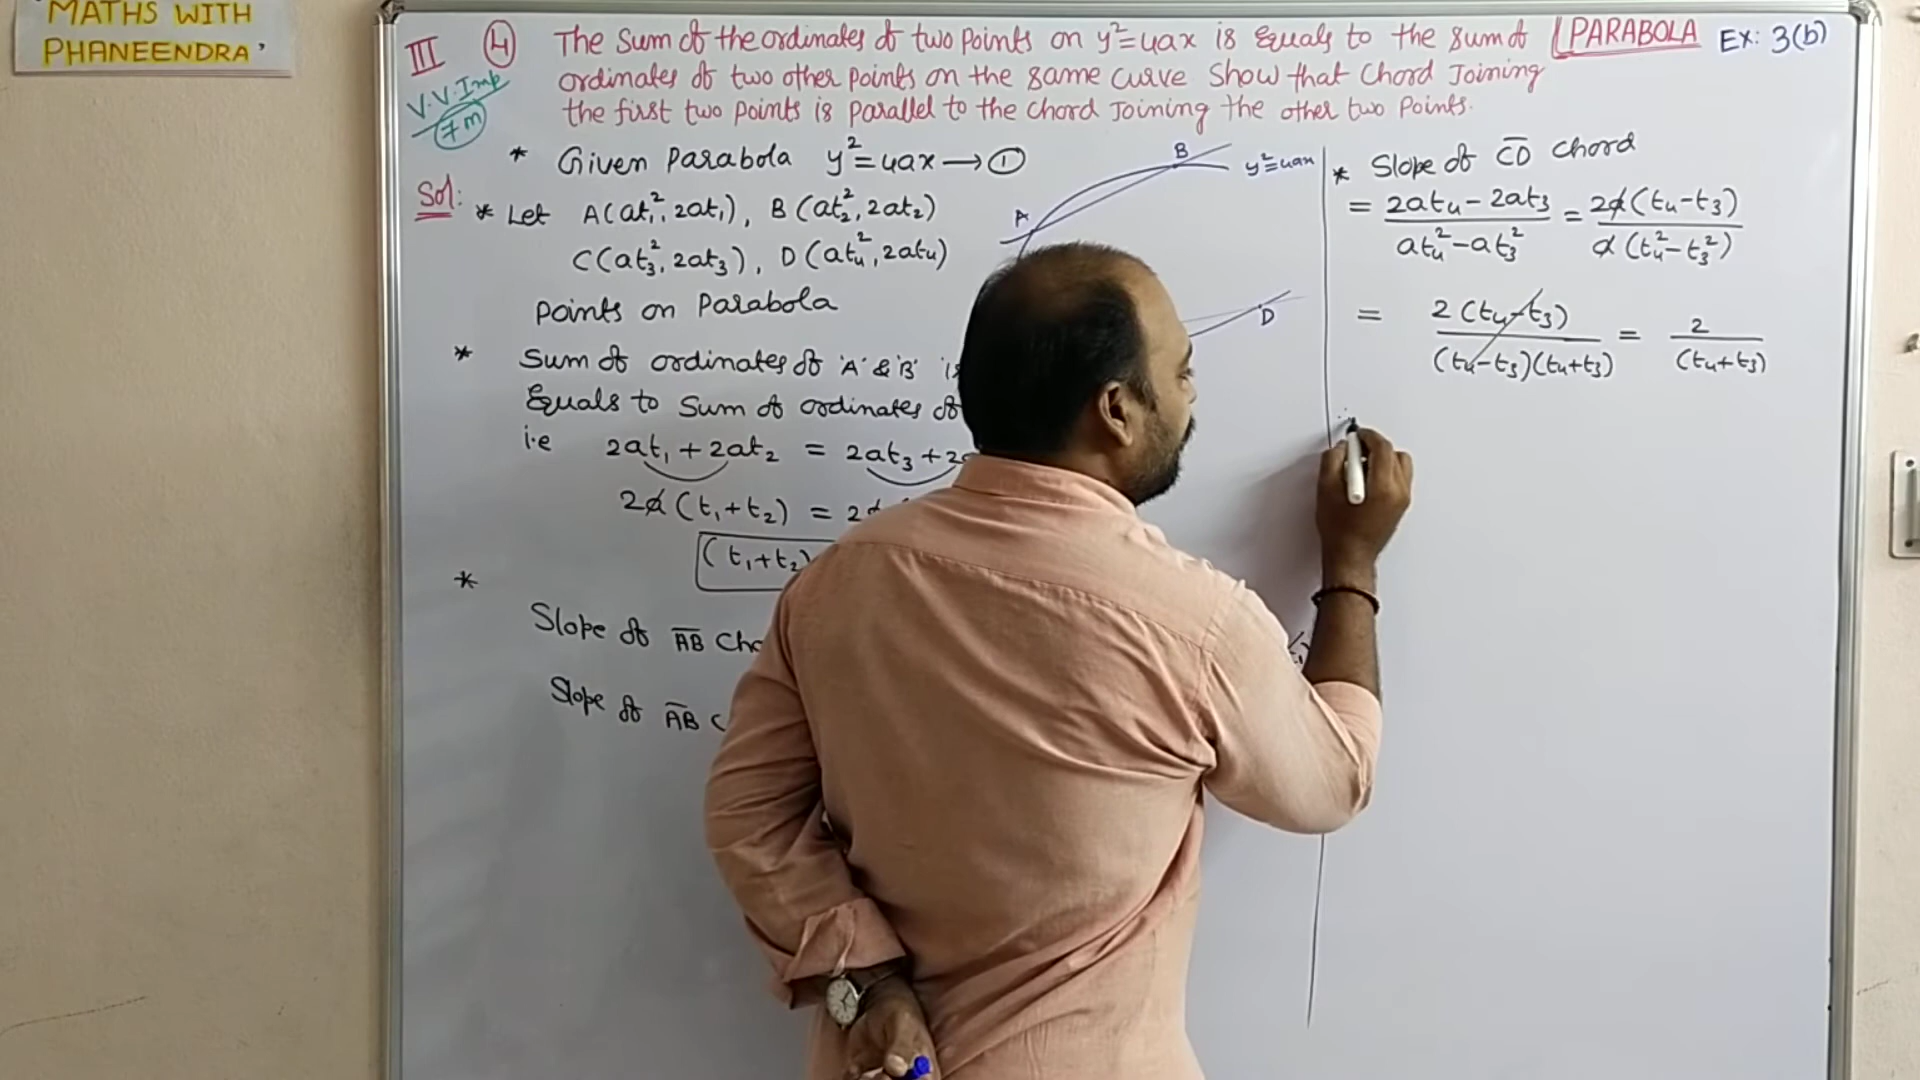 MATHS WITH
PHANEENDRA’
III ④ The Sum of the ordinates of two Points on y²=4ax is Equals to the sum of
ordinates of two other Points on the same curve Show that Chord Joining
the first two Points is Parallel to the chord Joining the other two Points.
PARABOLA Ex: 3(b)
V.V.Imp
7m
* Given Parabola y²=4ax → ①
Sol: * Let A(at₁², 2at₁), B(at₂², 2at₂)
C(at₃², 2at₃), D(at₄², 2at₄)
Points on Parabola
* Sum of ordinates of 'A' & 'B' is
Equals to Sum of ordinates of
i.e 2at₁ + 2at₂ = 2at₃ +
2a(t₁+t₂) =
(t₁+t₂)
*
Slope of AB
Slope of AB
A
B
y²=4ax
D
* Slope of CD Chord
= 2at₄ - 2at₃ / at₄² - at₃² = 2a(t₄-t₃) / a(t₄²-t₃²)
= 2(t₄-t₃) / (t₄-t₃)(t₄+t₃) = 2 / (t₄+t₃)